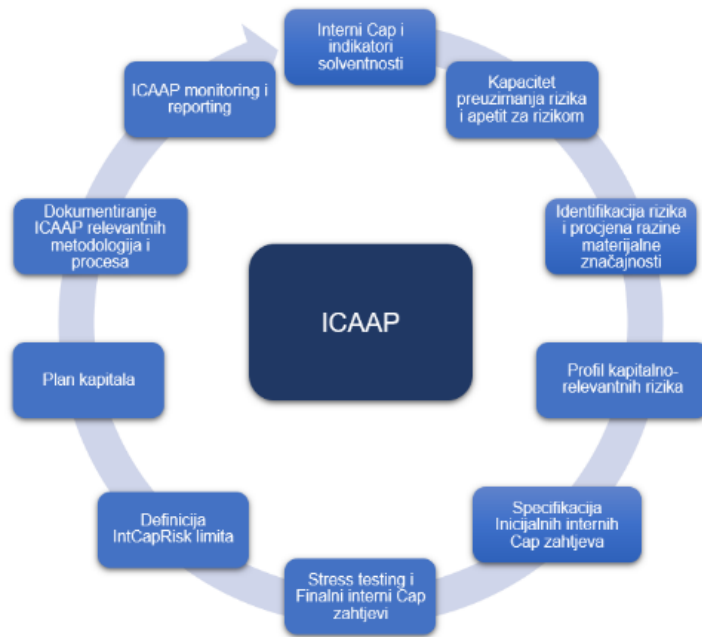 Interni Cap i
indikatori
solventnosti
Kapacitet
preuzimanja rizika
i apetit za rizikom
Identifikacija rizika
i procjena razine
materijalne
značajnosti
Profil kapitalno-
relevantnih rizika
Specifikacija
Inicijalnih internih
Cap zahtjeva
Stress testing i
Finalni interni Cap
zahtjevi
Definicija
IntCapRisk limita
Plan kapitala
Dokumentiranje
ICAAP relevantnih
metodologija i
procesa
ICAAP monitoring i
reporting
ICAAP